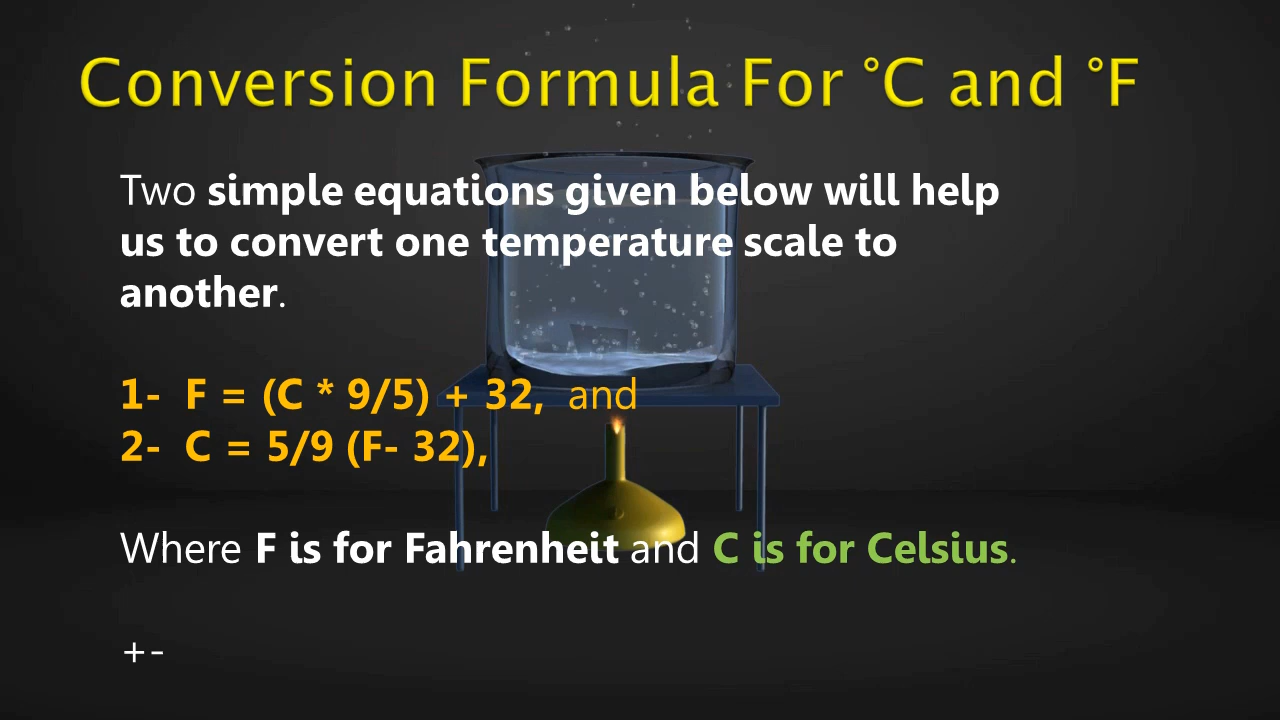 Conversion Formula For °C and °F
Two simple equations given below will help
us to convert one temperature scale to
another.
1- F = (C * 9/5) + 32, and
2- C = 5/9 (F- 32),
Where F is for Fahrenheit and C is for Celsius.
+-